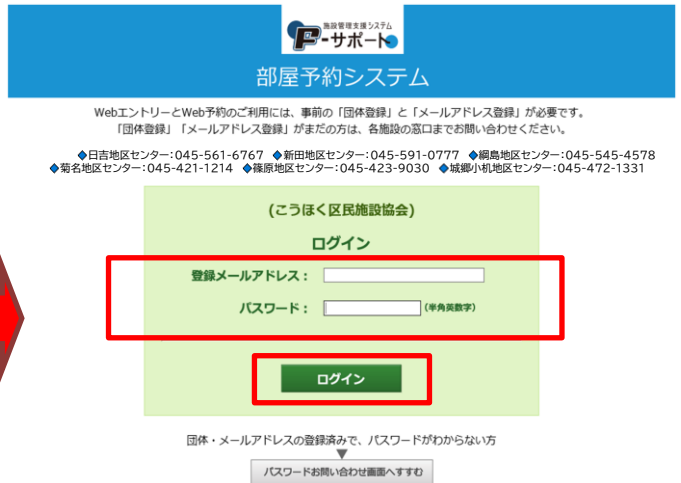 施設管理支援システム
F-サポート
部屋予約システム
WebエントリーとWeb予約のご利用には、事前の「団体登録」と「メールアドレス登録」が必要です。
「団体登録」「メールアドレス登録」がまだの方は、各施設の窓口までお問い合わせください。
◆日吉地区センター:045-561-6767 ◆新田地区センター:045-591-0777 ◆綱島地区センター:045-545-4578
◆菊名地区センター:045-421-1214 ◆篠原地区センター:045-423-9030 ◆城郷小机地区センター:045-472-1331
(こうほく区民施設協会)
ログイン
登録メールアドレス：
パスワード： (半角英数字)
ログイン
団体・メールアドレスの登録済みで、パスワードがわからない方
▼
パスワードお問い合わせ画面へすすむ